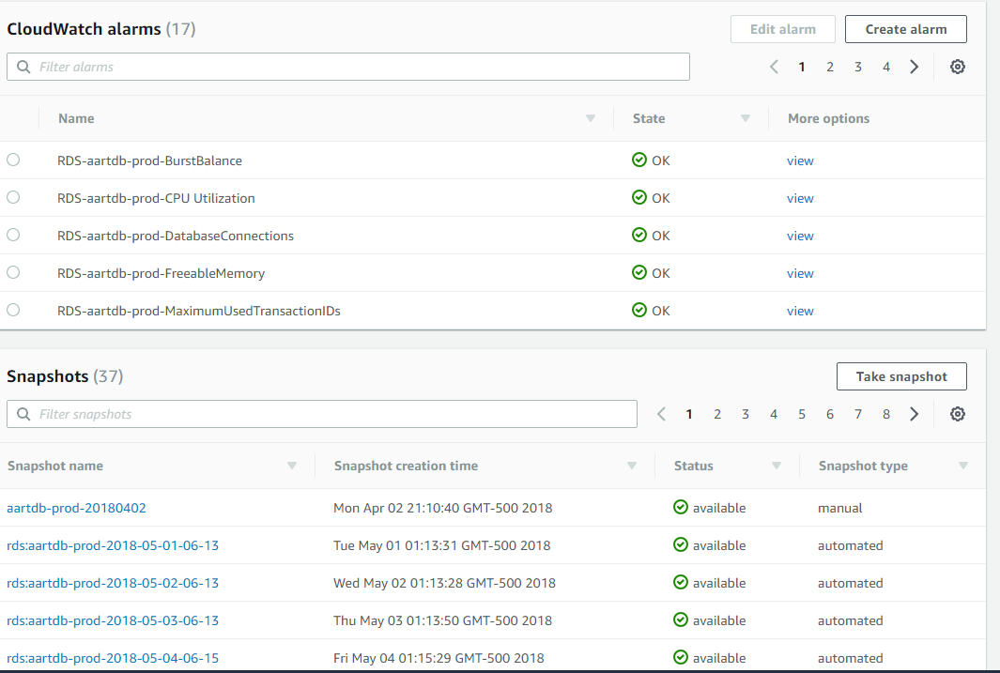 CloudWatch alarms (17) Edit alarm Create alarm
Filter alarms 1 2 3 4
Name State More options
RDS-aartdb-prod-BurstBalance OK view
RDS-aartdb-prod-CPU Utilization OK view
RDS-aartdb-prod-DatabaseConnections OK view
RDS-aartdb-prod-FreeableMemory OK view
RDS-aartdb-prod-MaximumUsedTransactionIDs OK view
Snapshots (37) Take snapshot
Filter snapshots 1 2 3 4 5 6 7 8
Snapshot name Snapshot creation time Status Snapshot type
aartdb-prod-20180402 Mon Apr 02 21:10:40 GMT-500 2018 available manual
rds:aartdb-prod-2018-05-01-06-13 Tue May 01 01:13:31 GMT-500 2018 available automated
rds:aartdb-prod-2018-05-02-06-13 Wed May 02 01:13:28 GMT-500 2018 available automated
rds:aartdb-prod-2018-05-03-06-13 Thu May 03 01:13:50 GMT-500 2018 available automated
rds:aartdb-prod-2018-05-04-06-15 Fri May 04 01:15:29 GMT-500 2018 available automated